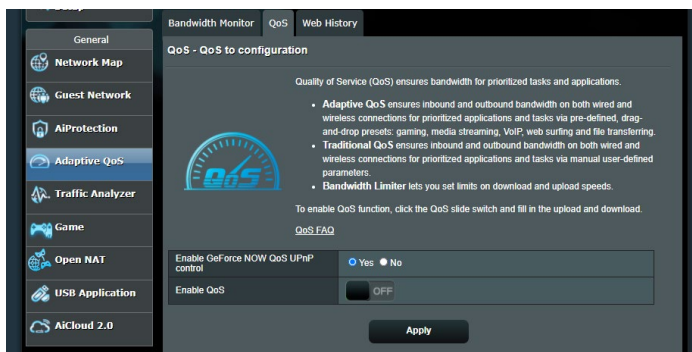 Bandwidth Monitor QoS Web History
General
QoS - QoS to configuration
Network Map
Quality of Service (QoS) ensures bandwidth for prioritized tasks and applications.
Guest Network
Adaptive QoS ensures inbound and outbound bandwidth on both wired and
wireless connections for prioritized applications and tasks via pre-defined, drag-
and-drop presets: gaming, media streaming, VoIP, web surfing and file transferring.
AiProtection
Traditional QoS ensures inbound and outbound bandwidth on both wired and
wireless connections for prioritized applications and tasks via manual user-defined
parameters.
Adaptive QoS
QoS
Bandwidth Limiter lets you set limits on download and upload speeds.
Traffic Analyzer
To enable QoS function, click the QoS slide switch and fill in the upload and download.
Game
QoS FAQ
Open NAT
Enable GeForce NOW QoS UPnP
control
Yes No
USB Application
Enable QoS OFF
AiCloud 2.0
Apply